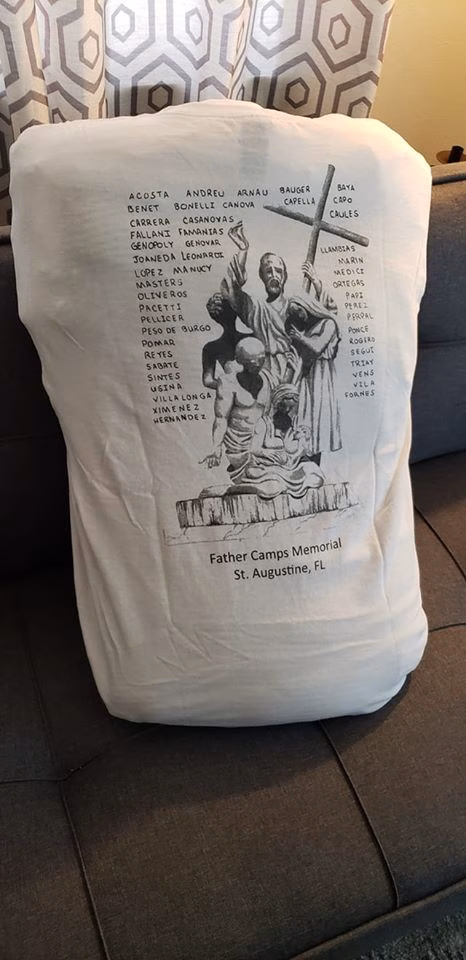 ACOSTA ANDREU ARNAU BAUGER BAYA
BENET BONELLI CANOVA CAPELLA CAPO
CARRERA CASANOVAS CAULES
FALLANI FAMANIAS
GENOPOLY GENOVAR LLAMBIAS
JOANEDA LEONARDI MARIN
LOPEZ MANUCY MEDICI
MASTERS ORTEGAS
OLIVEROS PAPI
PACETTI PEREZ
PELLICER PERPAL
PESO DE BURGO PONCE
POMAR ROGERO
REYES SEGUI
SABATE TRIAY
SINTES VENS
USINA VILA
VILLALONGA FORNES
XIMENEZ
HERNANDEZ
Father Camps Memorial
St. Augustine, FL